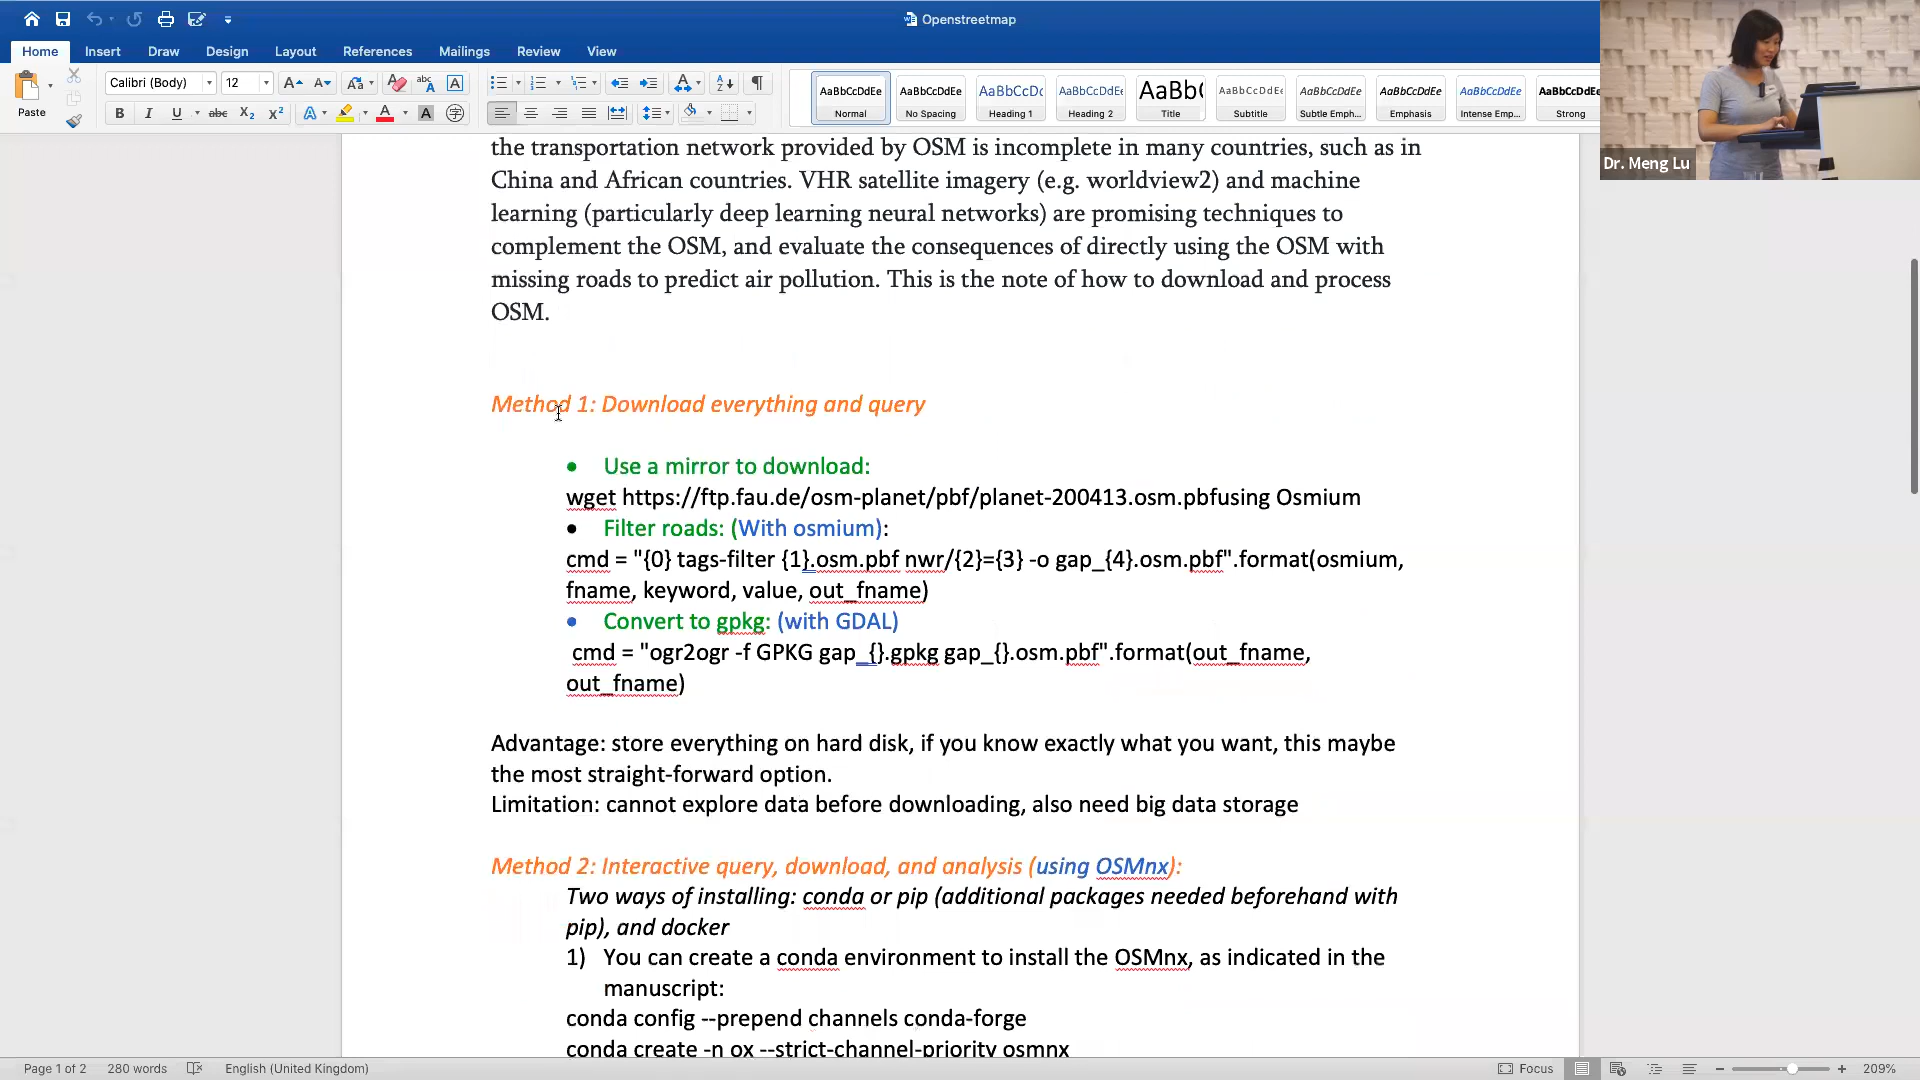 Openstreetmap
Home Insert Draw Design Layout References Mailings Review View
Paste
Calibri (Body) 12
AaBbCcDdEe AaBbCcDdEe AaBbCcDc AaBbCcDdEe AaBb( AaBbCcDdEe AaBbCcDdEe AaBbCcDdEe AaBbCcDdEe AaBbCcDdEe
Normal No Spacing Heading 1 Heading 2 Title Subtitle Subtle Emph... Emphasis Intense Emp... Strong
Dr. Meng Lu
the transportation network provided by OSM is incomplete in many countries, such as in
China and African countries. VHR satellite imagery (e.g. worldview2) and machine
learning (particularly deep learning neural networks) are promising techniques to
complement the OSM, and evaluate the consequences of directly using the OSM with
missing roads to predict air pollution. This is the note of how to download and process
OSM.
Method 1: Download everything and query
• Use a mirror to download:
wget https://ftp.fau.de/osm-planet/pbf/planet-200413.osm.pbfusing Osmium
• Filter roads: (With osmium):
cmd = "{0} tags-filter {1}.osm.pbf nwr/{2}={3} -o gap_{4}.osm.pbf".format(osmium,
fname, keyword, value, out_fname)
• Convert to gpkg: (with GDAL)
cmd = "ogr2ogr -f GPKG gap_{}.gpkg gap_{}.osm.pbf".format(out_fname,
out_fname)
Advantage: store everything on hard disk, if you know exactly what you want, this maybe
the most straight-forward option.
Limitation: cannot explore data before downloading, also need big data storage
Method 2: Interactive query, download, and analysis (using OSMnx):
Two ways of installing: conda or pip (additional packages needed beforehand with
pip), and docker
1) You can create a conda environment to install the OSMnx, as indicated in the
manuscript:
conda config --prepend channels conda-forge
conda create -n ox --strict-channel-priority osmnx
Page 1 of 2 280 words English (United Kingdom) Focus 209%